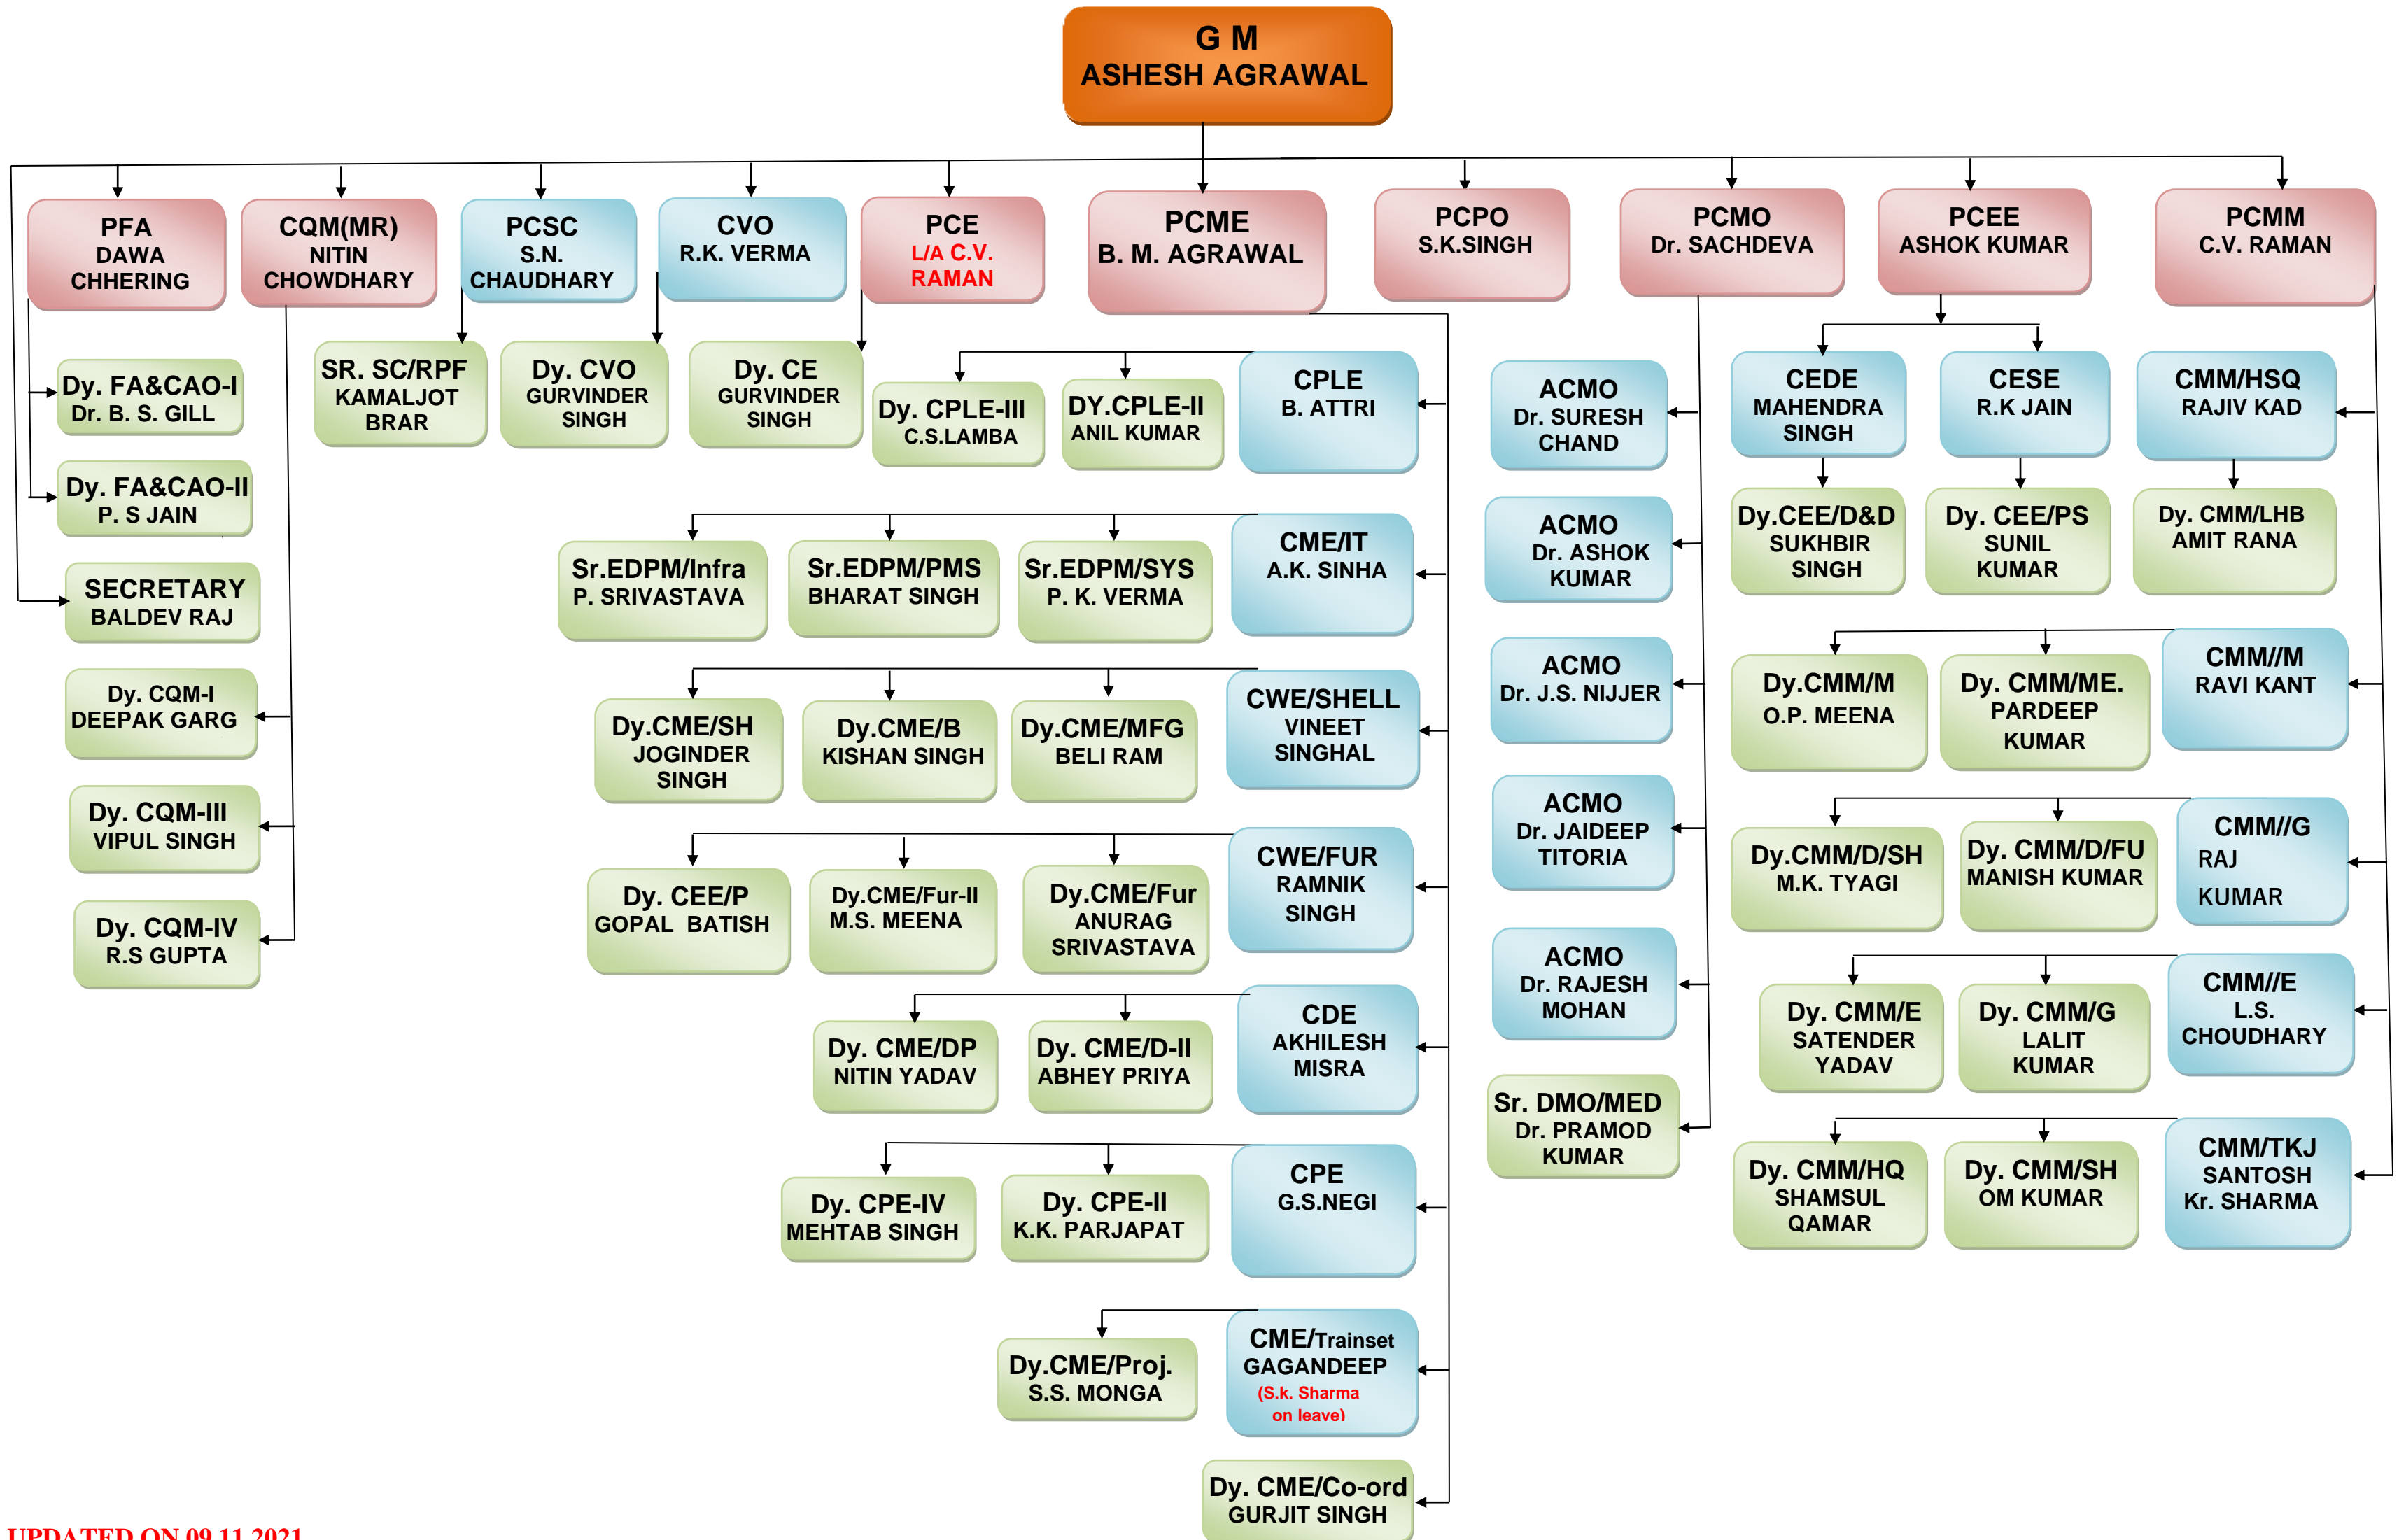 G M
ASHESH AGRAWAL
PFA
DAWA
CHHERING
CQM(MR)
NITIN
CHOWDHARY
PCSC
S.N.
CHAUDHARY
CVO
R.K. VERMA
PCE
L/A C.V.
RAMAN
PCME
B. M. AGRAWAL
PCPO
S.K.SINGH
PCMO
Dr. SACHDEVA
PCEE
ASHOK KUMAR
PCMM
C.V. RAMAN
Dy. FA&CAO-I
Dr. B. S. GILL
Dy. FA&CAO-II
P. S JAIN
SECRETARY
BALDEV RAJ
Dy. CQM-I
DEEPAK GARG
Dy. CQM-III
VIPUL SINGH
Dy. CQM-IV
R.S GUPTA
SR. SC/RPF
KAMALJOT
BRAR
Dy. CVO
GURVINDER
SINGH
Dy. CE
GURVINDER
SINGH
Dy. CPLE-III
C.S.LAMBA
DY.CPLE-II
ANIL KUMAR
CPLE
B. ATTRI
Sr.EDPM/Infra
P. SRIVASTAVA
Sr.EDPM/PMS
BHARAT SINGH
Sr.EDPM/SYS
P. K. VERMA
CME/IT
A.K. SINHA
Dy.CME/SH
JOGINDER
SINGH
Dy.CME/B
KISHAN SINGH
Dy.CME/MFG
BELI RAM
CWE/SHELL
VINEET
SINGHAL
Dy. CEE/P
GOPAL  BATISH
Dy.CME/Fur-II
M.S. MEENA
Dy.CME/Fur
ANURAG
SRIVASTAVA
CWE/FUR
RAMNIK
SINGH
Dy. CME/DP
NITIN YADAV
Dy. CME/D-II
ABHEY PRIYA
CDE
AKHILESH
MISRA
Dy. CPE-IV
MEHTAB SINGH
Dy. CPE-II
K.K. PARJAPAT
CPE
G.S.NEGI
Dy.CME/Proj.
S.S. MONGA
CME/Trainset
GAGANDEEP
(S.k. Sharma
on leave)
Dy. CME/Co-ord
GURJIT SINGH
ACMO
Dr. SURESH
CHAND
ACMO
Dr. ASHOK
KUMAR
ACMO
Dr. J.S. NIJJER
ACMO
Dr. JAIDEEP
TITORIA
ACMO
Dr. RAJESH
MOHAN
Sr. DMO/MED
Dr. PRAMOD
KUMAR
CEDE
MAHENDRA
SINGH
CESE
R.K JAIN
CMM/HSQ
RAJIV KAD
Dy.CEE/D&D
SUKHBIR
SINGH
Dy. CEE/PS
SUNIL
KUMAR
Dy. CMM/LHB
AMIT RANA
Dy.CMM/M
O.P. MEENA
Dy. CMM/ME.
PARDEEP
KUMAR
CMM//M
RAVI KANT
Dy.CMM/D/SH
M.K. TYAGI
Dy. CMM/D/FU
MANISH KUMAR
CMM//G
RAJ
KUMAR
Dy. CMM/E
SATENDER
YADAV
Dy. CMM/G
LALIT
KUMAR
CMM//E
L.S.
CHOUDHARY
Dy. CMM/HQ
SHAMSUL
QAMAR
Dy. CMM/SH
OM KUMAR
CMM/TKJ
SANTOSH
Kr. SHARMA
UPDATED ON 09.11.2021